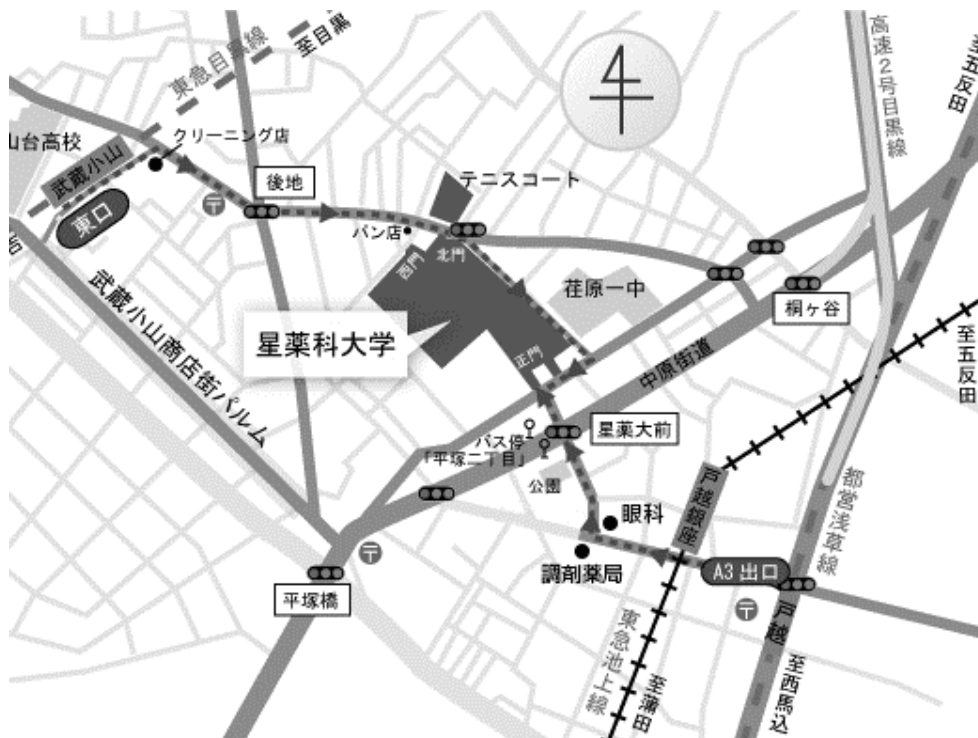 東急目黒線
至目黒
高速2号目黒線
至五反田
山台高校
クリーニング店
武蔵小山
後地
テニスコート
東口
パン店
西門
北門
荏原一中
桐ヶ谷
武蔵小山商店街パルム
星薬科大学
正門
中原街道
至五反田
星薬大前
バス停
「平塚二丁目」
公園
戸越銀座
都営浅草線
眼科
調剤薬局
A3 出口
平塚橋
戸越
東急池上線
至蒲田
至西馬込